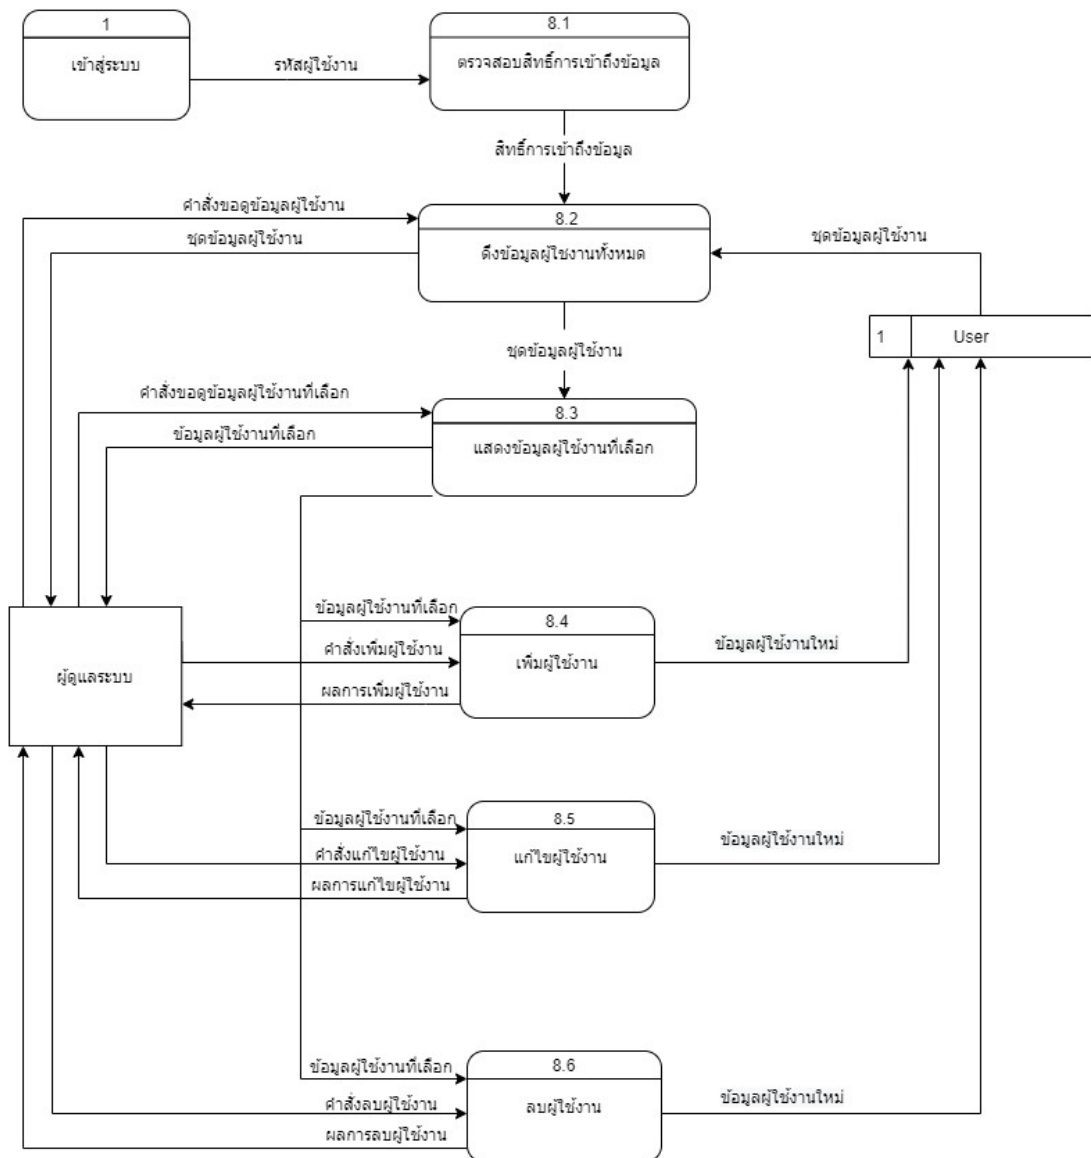 1
8.1
เข้าสู่ระบบ
รหัสผู้ใช้งาน
ตรวจสอบสิทธิ์การเข้าถึงข้อมูล
สิทธิ์การเข้าถึงข้อมูล
คำสั่งขอดูข้อมูลผู้ใช้งาน
8.2
ชุดข้อมูลผู้ใช้งาน
ดึงข้อมูลผู้ใชงานทั้งหมด
ชุดข้อมูลผู้ใช้งาน
1 User
ชุดข้อมูลผู้ใช้งาน
คำสั่งขอดูข้อมูลผู้ใช้งานที่เลือก
8.3
ข้อมูลผู้ใช้งานที่เลือก
แสดงข้อมูลผู้ใช้งานที่เลือก
ข้อมูลผู้ใช้งานที่เลือก
8.4
คำสั่งเพิ่มผู้ใช้งาน
เพิ่มผู้ใช้งาน
ข้อมูลผู้ใช้งานใหม่
ผู้ดูแลระบบ
ผลการเพิ่มผู้ใช้งาน
ข้อมูลผู้ใช้งานที่เลือก
8.5
คำสั่งแก้ไขผู้ใช้งาน
แก้ไขผู้ใช้งาน
ข้อมูลผู้ใช้งานใหม่
ผลการแก้ไขผู้ใช้งาน
ข้อมูลผู้ใช้งานที่เลือก
8.6
คำสั่งลบผู้ใช้งาน
ลบผู้ใช้งาน
ข้อมูลผู้ใช้งานใหม่
ผลการลบผู้ใช้งาน